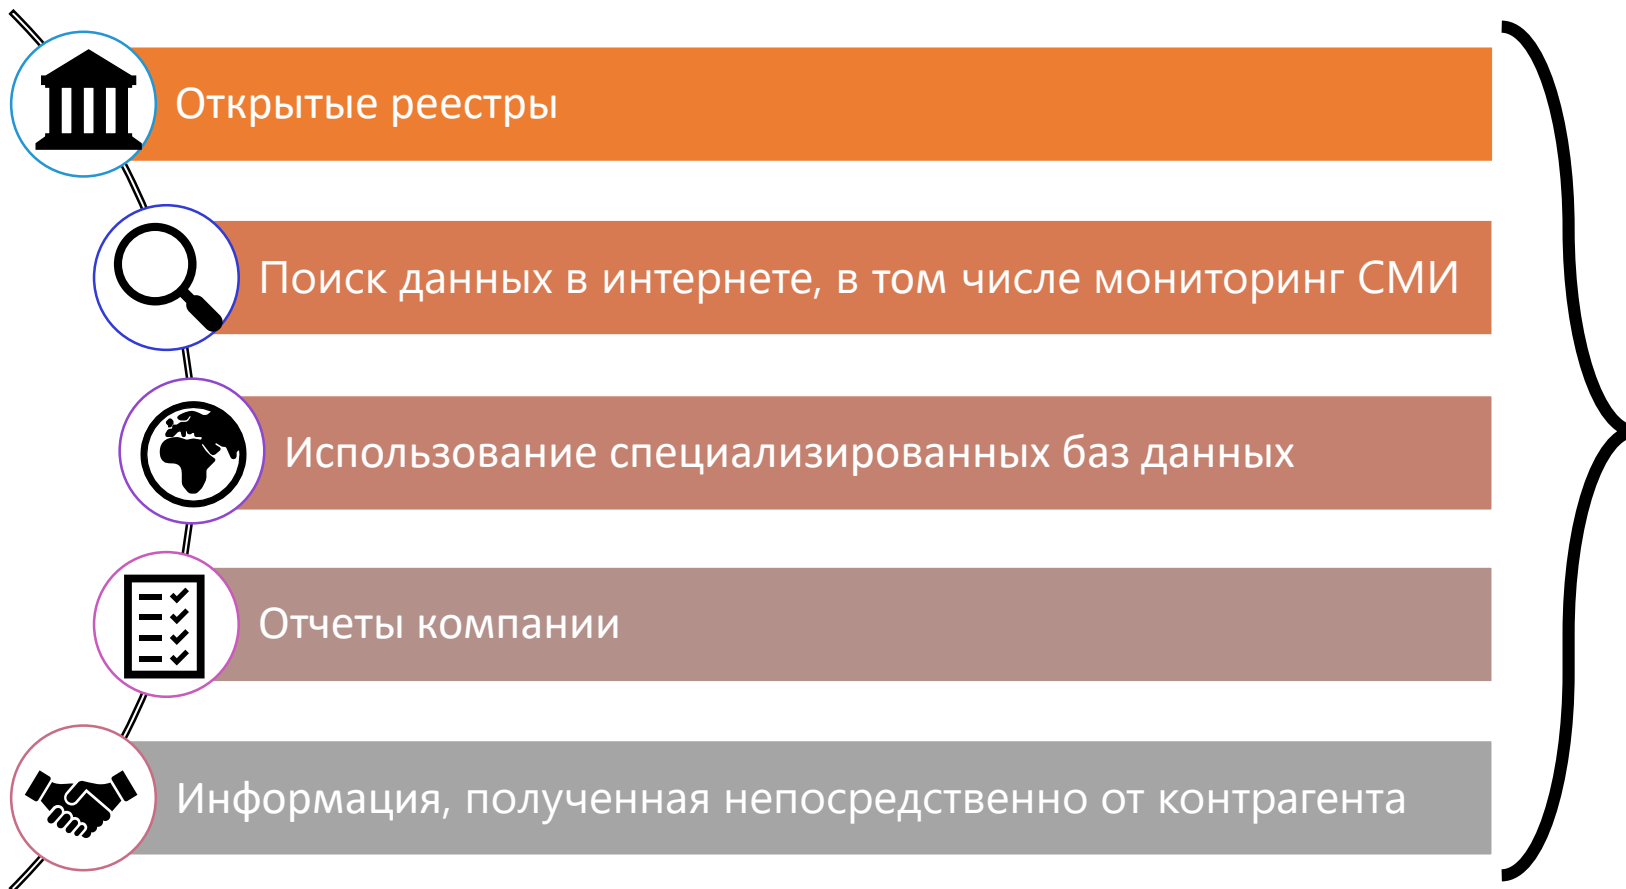 Открытые реестры
Поиск данных в интернете, в том числе мониторинг СМИ
Использование специализированных баз данных
Отчеты компании
Информация, полученная непосредственно от контрагента